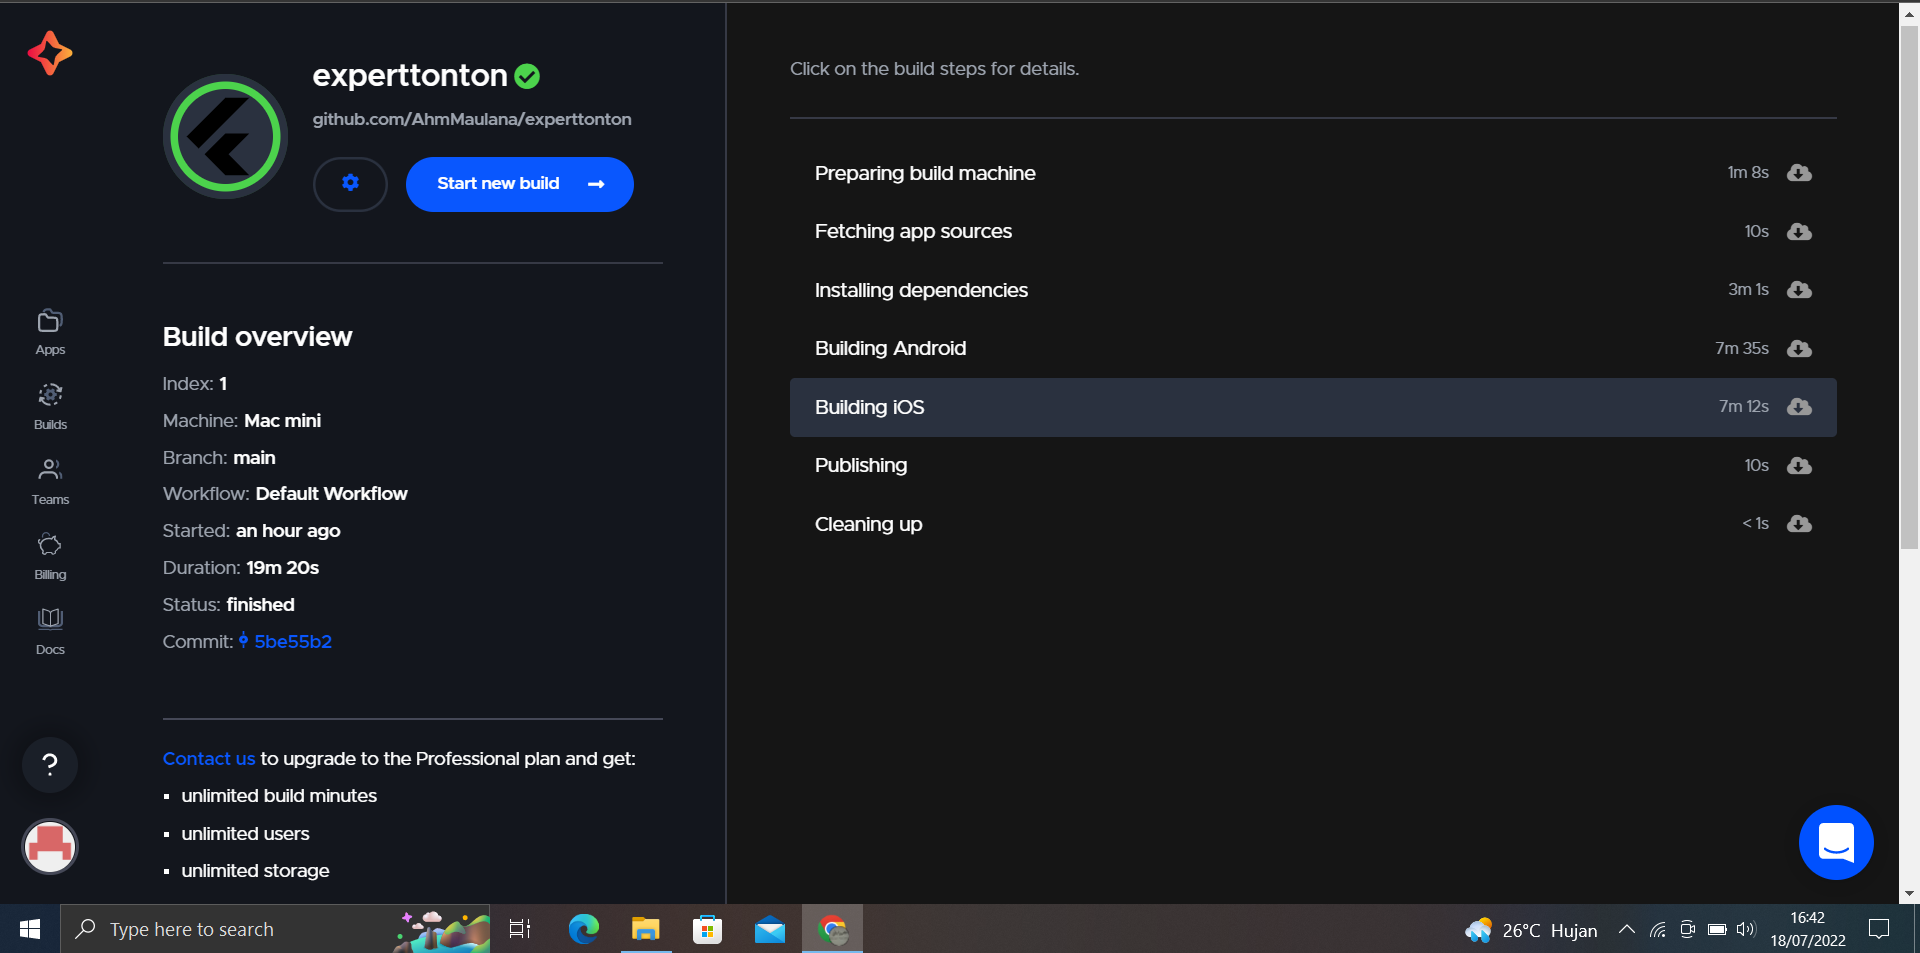 experttonton
github.com/AhmMaulana/experttonton
Start new build
Apps
Builds
Teams
Billing
Docs
?
Build overview
Index: 1
Machine: Mac mini
Branch: main
Workflow: Default Workflow
Started: an hour ago
Duration: 19m 20s
Status: finished
Commit: 5be55b2
Contact us to upgrade to the Professional plan and get:
unlimited build minutes
unlimited users
unlimited storage
Click on the build steps for details.
Preparing build machine 1m 8s
Fetching app sources 10s
Installing dependencies 3m 1s
Building Android 7m 35s
Building iOS 7m 12s
Publishing 10s
Cleaning up < 1s
Type here to search
26°C Hujan
16:42
18/07/2022